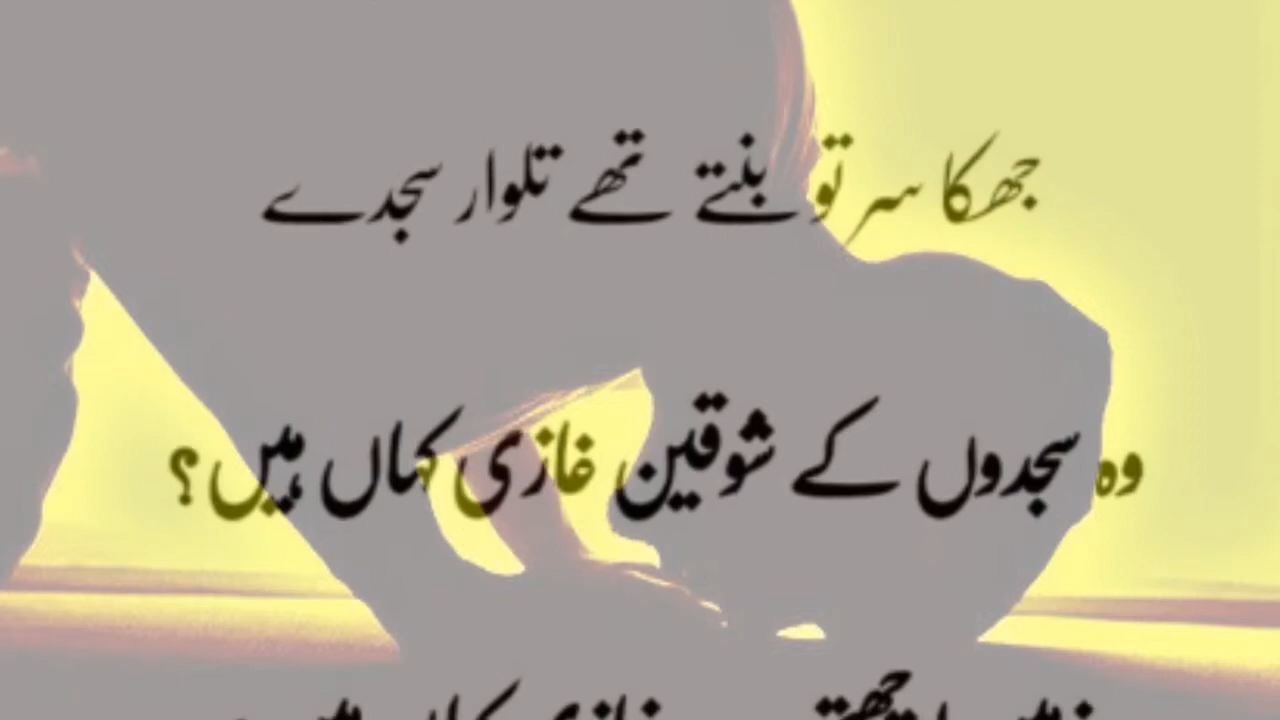 جھکا سر تو بنتے تھے تلوار سجدے
وہ سجدوں کے شوقین غازی کہاں ہیں؟